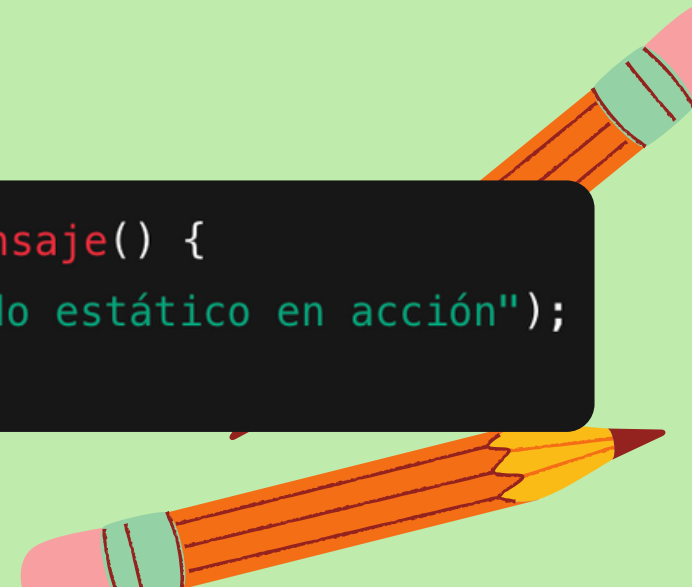 nsaje() {
do estático en acción");